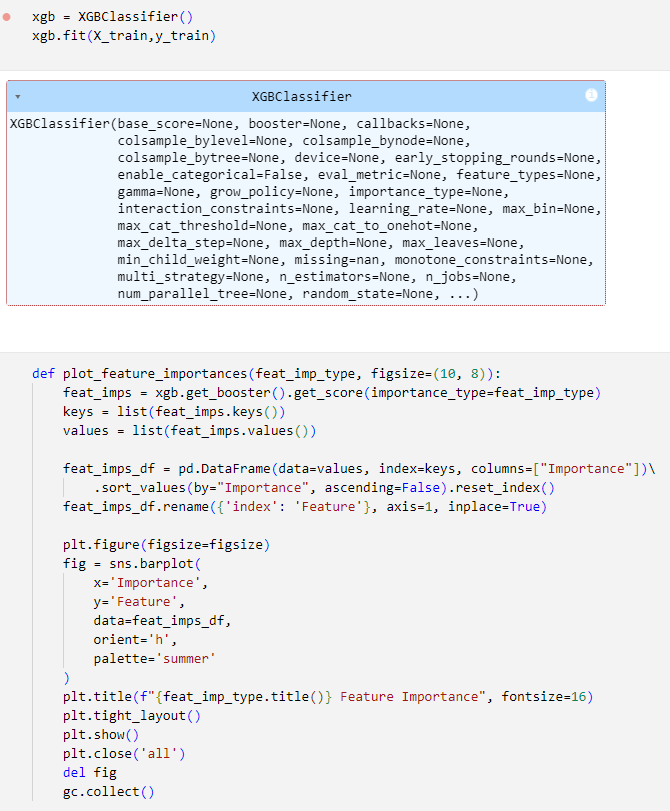 xgb = XGBClassifier()
xgb.fit(X_train,y_train)
XGBClassifier
XGBClassifier(base_score=None, booster=None, callbacks=None,
              colsample_bylevel=None, colsample_bynode=None,
              colsample_bytree=None, device=None, early_stopping_rounds=None,
              enable_categorical=False, eval_metric=None, feature_types=None,
              gamma=None, grow_policy=None, importance_type=None,
              interaction_constraints=None, learning_rate=None, max_bin=None,
              max_cat_threshold=None, max_cat_to_onehot=None,
              max_delta_step=None, max_depth=None, max_leaves=None,
              min_child_weight=None, missing=nan, monotone_constraints=None,
              multi_strategy=None, n_estimators=None, n_jobs=None,
              num_parallel_tree=None, random_state=None, ...)
def plot_feature_importances(feat_imp_type, figsize=(10, 8)):
    feat_imps = xgb.get_booster().get_score(importance_type=feat_imp_type)
    keys = list(feat_imps.keys())
    values = list(feat_imps.values())
    feat_imps_df = pd.DataFrame(data=values, index=keys, columns=["Importance"])\
        .sort_values(by="Importance", ascending=False).reset_index()
    feat_imps_df.rename({'index': 'Feature'}, axis=1, inplace=True)
    plt.figure(figsize=figsize)
    fig = sns.barplot(
        x='Importance',
        y='Feature',
        data=feat_imps_df,
        orient='h',
        palette='summer'
    )
    plt.title(f"{feat_imp_type.title()} Feature Importance", fontsize=16)
    plt.tight_layout()
    plt.show()
    plt.close('all')
    del fig
    gc.collect()